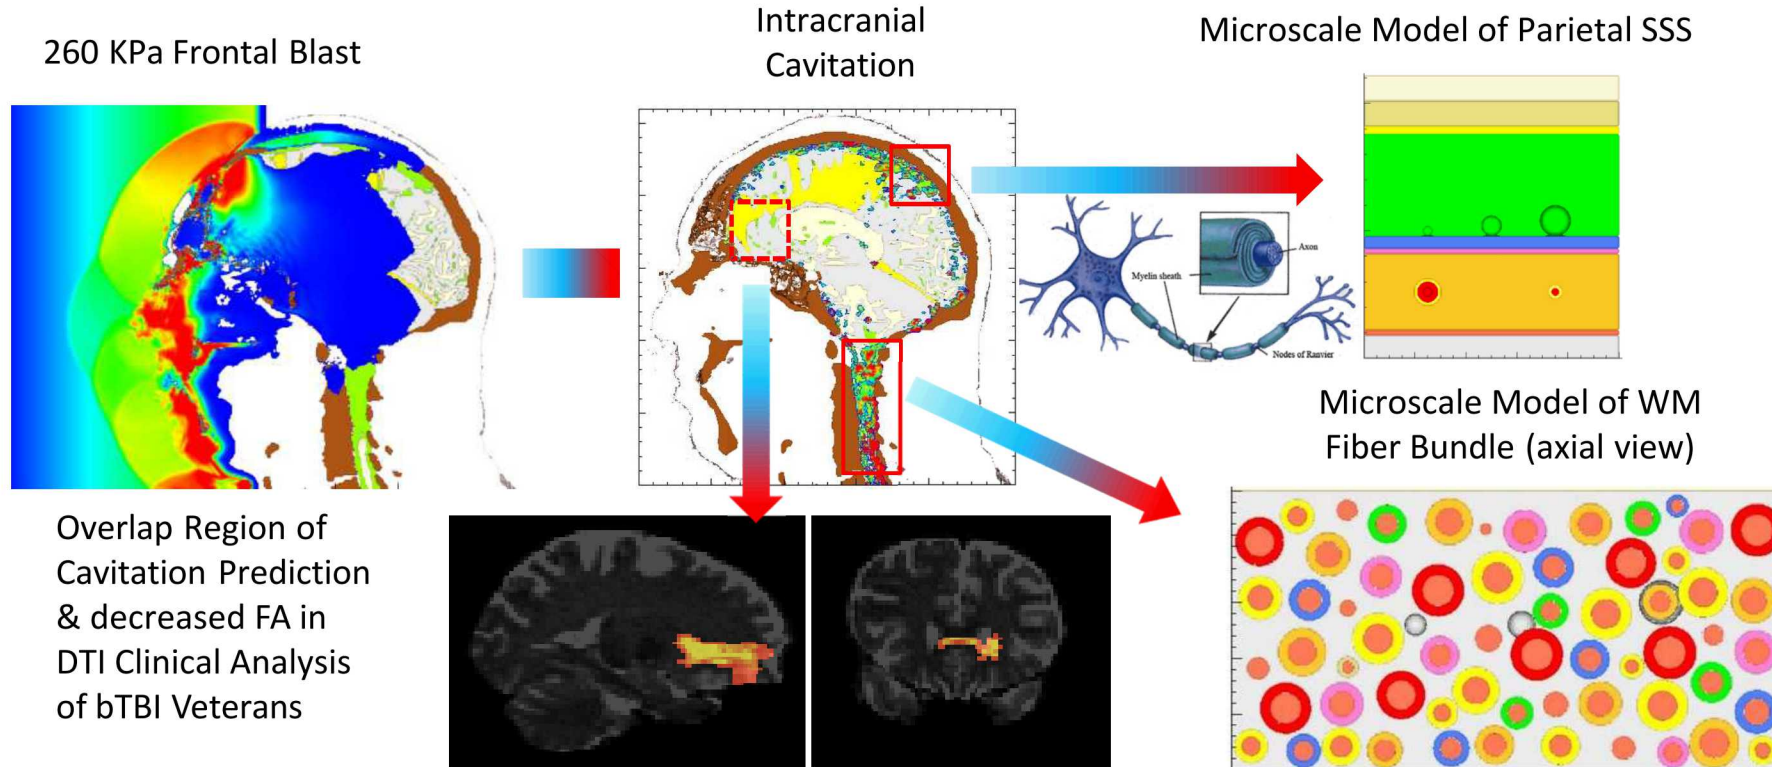 260 KPa Frontal Blast
Intracranial
Cavitation
Microscale Model of Parietal SSS
Axon
Myelin sheath
Nodes of Ranvier
Microscale Model of WM
Fiber Bundle (axial view)
Overlap Region of
Cavitation Prediction
& decreased FA in
DTI Clinical Analysis
of bTBI Veterans